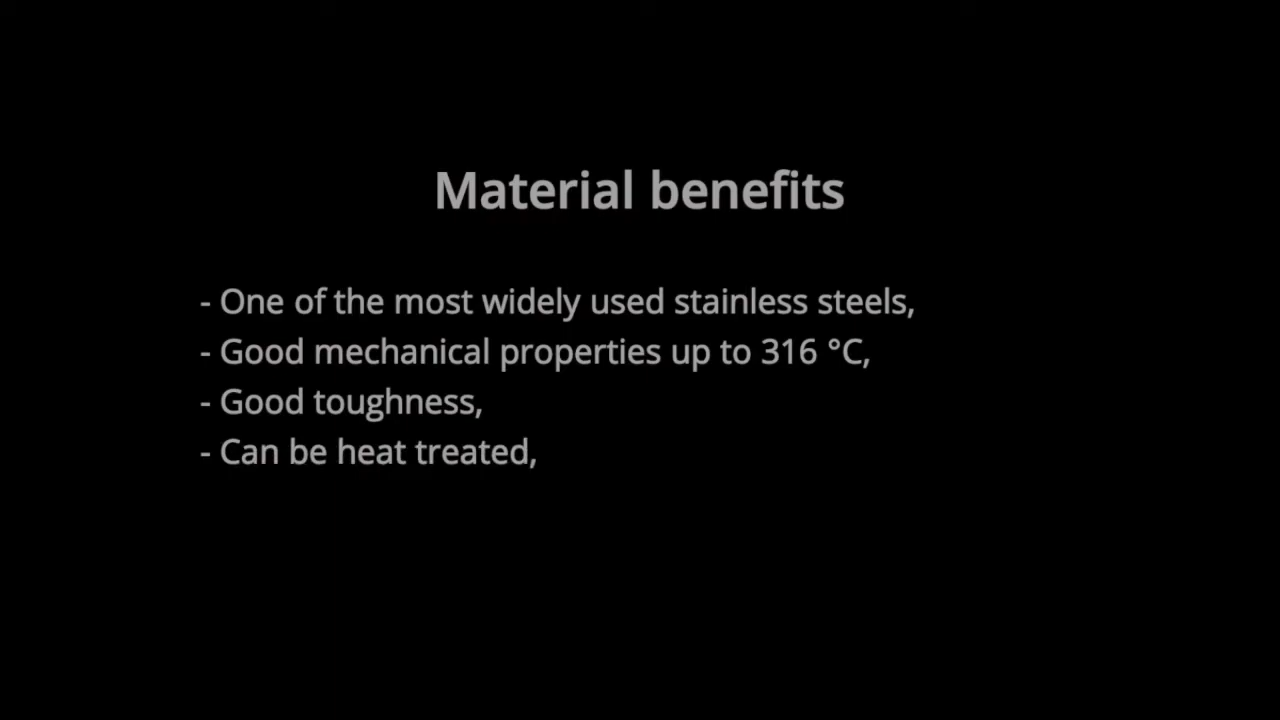 Material benefits
- One of the most widely used stainless steels,
- Good mechanical properties up to 316 °C,
- Good toughness,
- Can be heat treated,